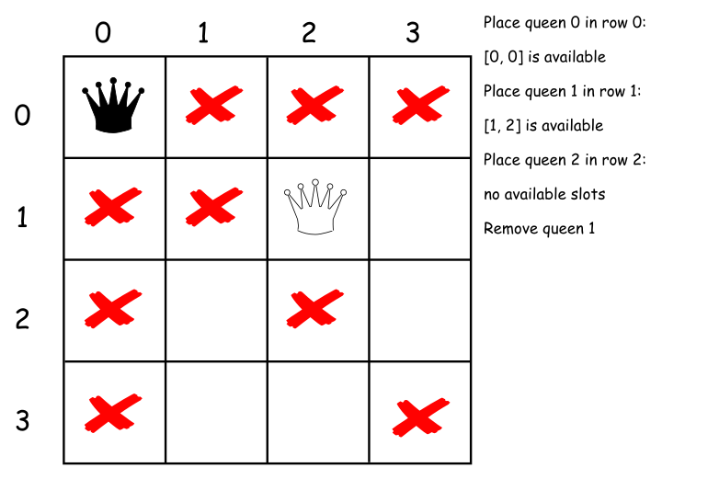 0 1 2 3
Place queen 0 in row 0:
[0, 0] is available
Place queen 1 in row 1:
[1, 2] is available
Place queen 2 in row 2:
no available slots
Remove queen 1
0
1
2
3